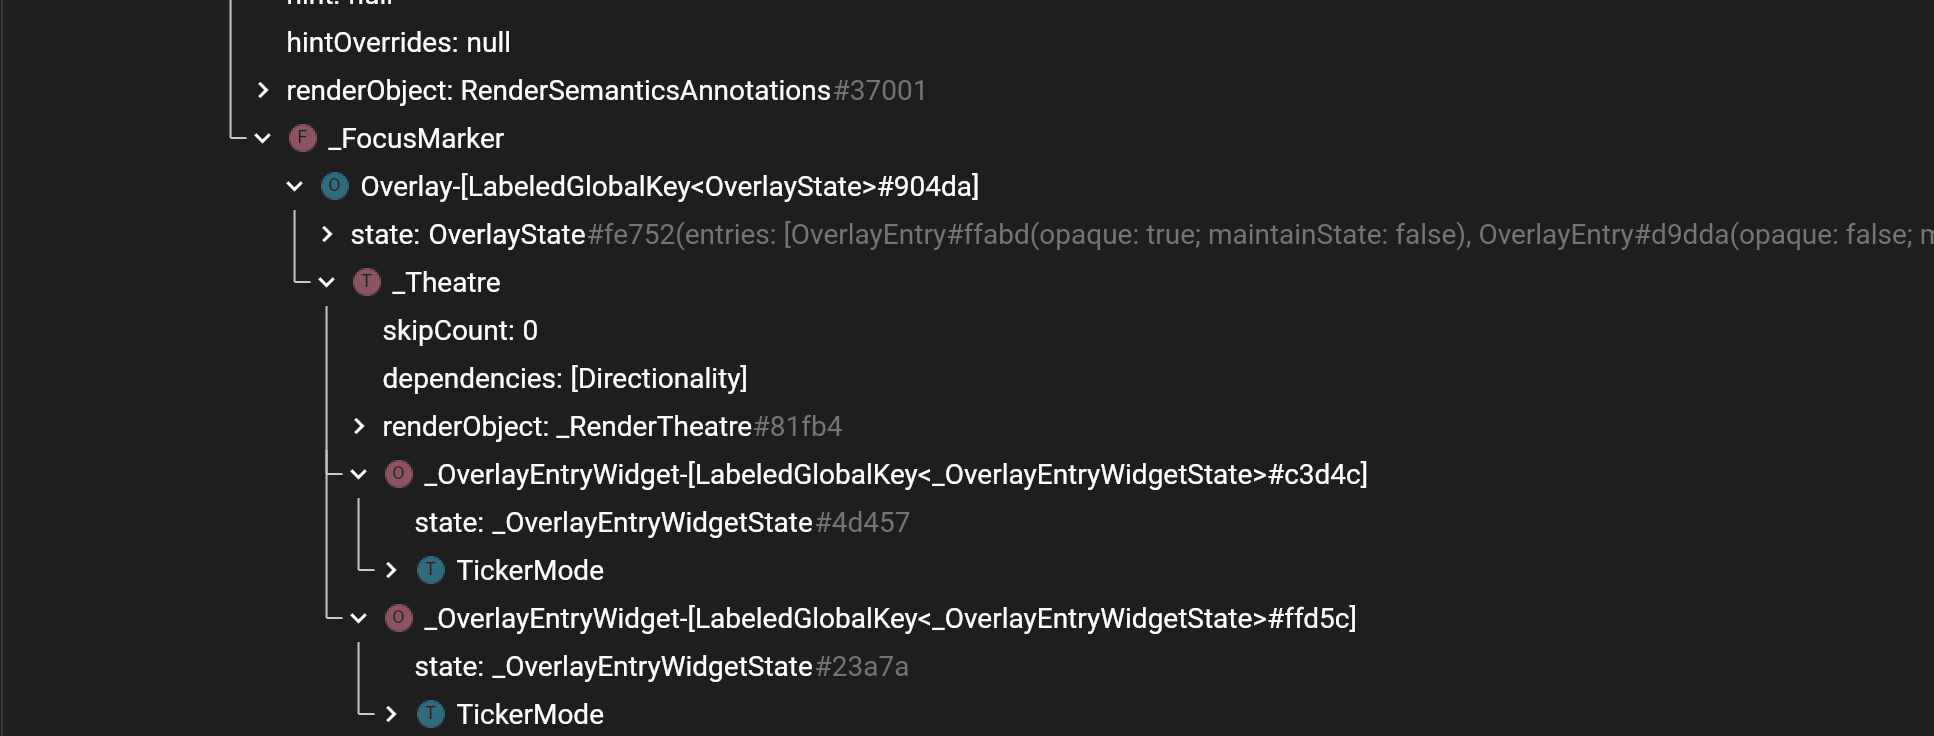 hint: null
hintOverrides: null
renderObject: RenderSemanticsAnnotations#37001
F _FocusMarker
O Overlay-[LabeledGlobalKey<OverlayState>#904da]
state: OverlayState#fe752(entries: [OverlayEntry#ffabd(opaque: true; maintainState: false), OverlayEntry#d9dda(opaque: false;
T _Theatre
skipCount: 0
dependencies: [Directionality]
renderObject: _RenderTheatre#81fb4
O _OverlayEntryWidget-[LabeledGlobalKey<_OverlayEntryWidgetState>#c3d4c]
state: _OverlayEntryWidgetState#4d457
T TickerMode
O _OverlayEntryWidget-[LabeledGlobalKey<_OverlayEntryWidgetState>#ffd5c]
state: _OverlayEntryWidgetState#23a7a
T TickerMode